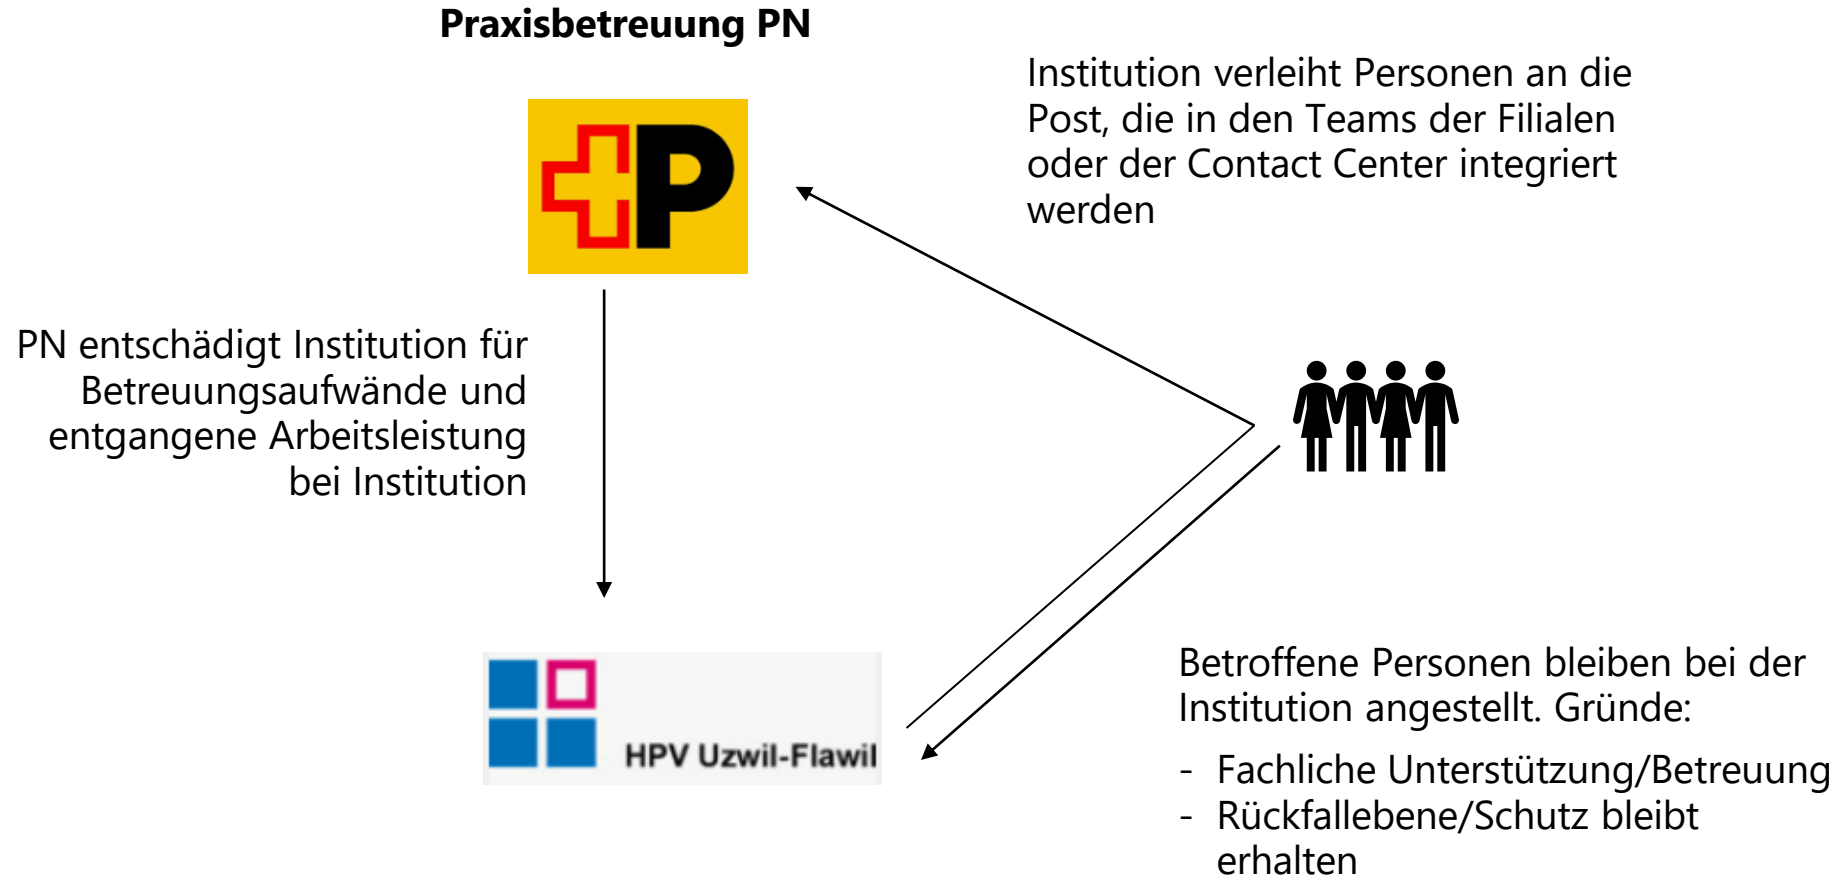 Praxisbetreuung PN
Institution verleiht Personen an die
Post, die in den Teams der Filialen
oder der Contact Center integriert
werden
P
PN entschädigt Institution für
Betreuungsaufwände und
entgangene Arbeitsleistung
bei Institution
HPV Uzwil-Flawil
Betroffene Personen bleiben bei der
Institution angestellt. Gründe:
- Fachliche Unterstützung/Betreuung
- Rückfallebene/Schutz bleibt
erhalten